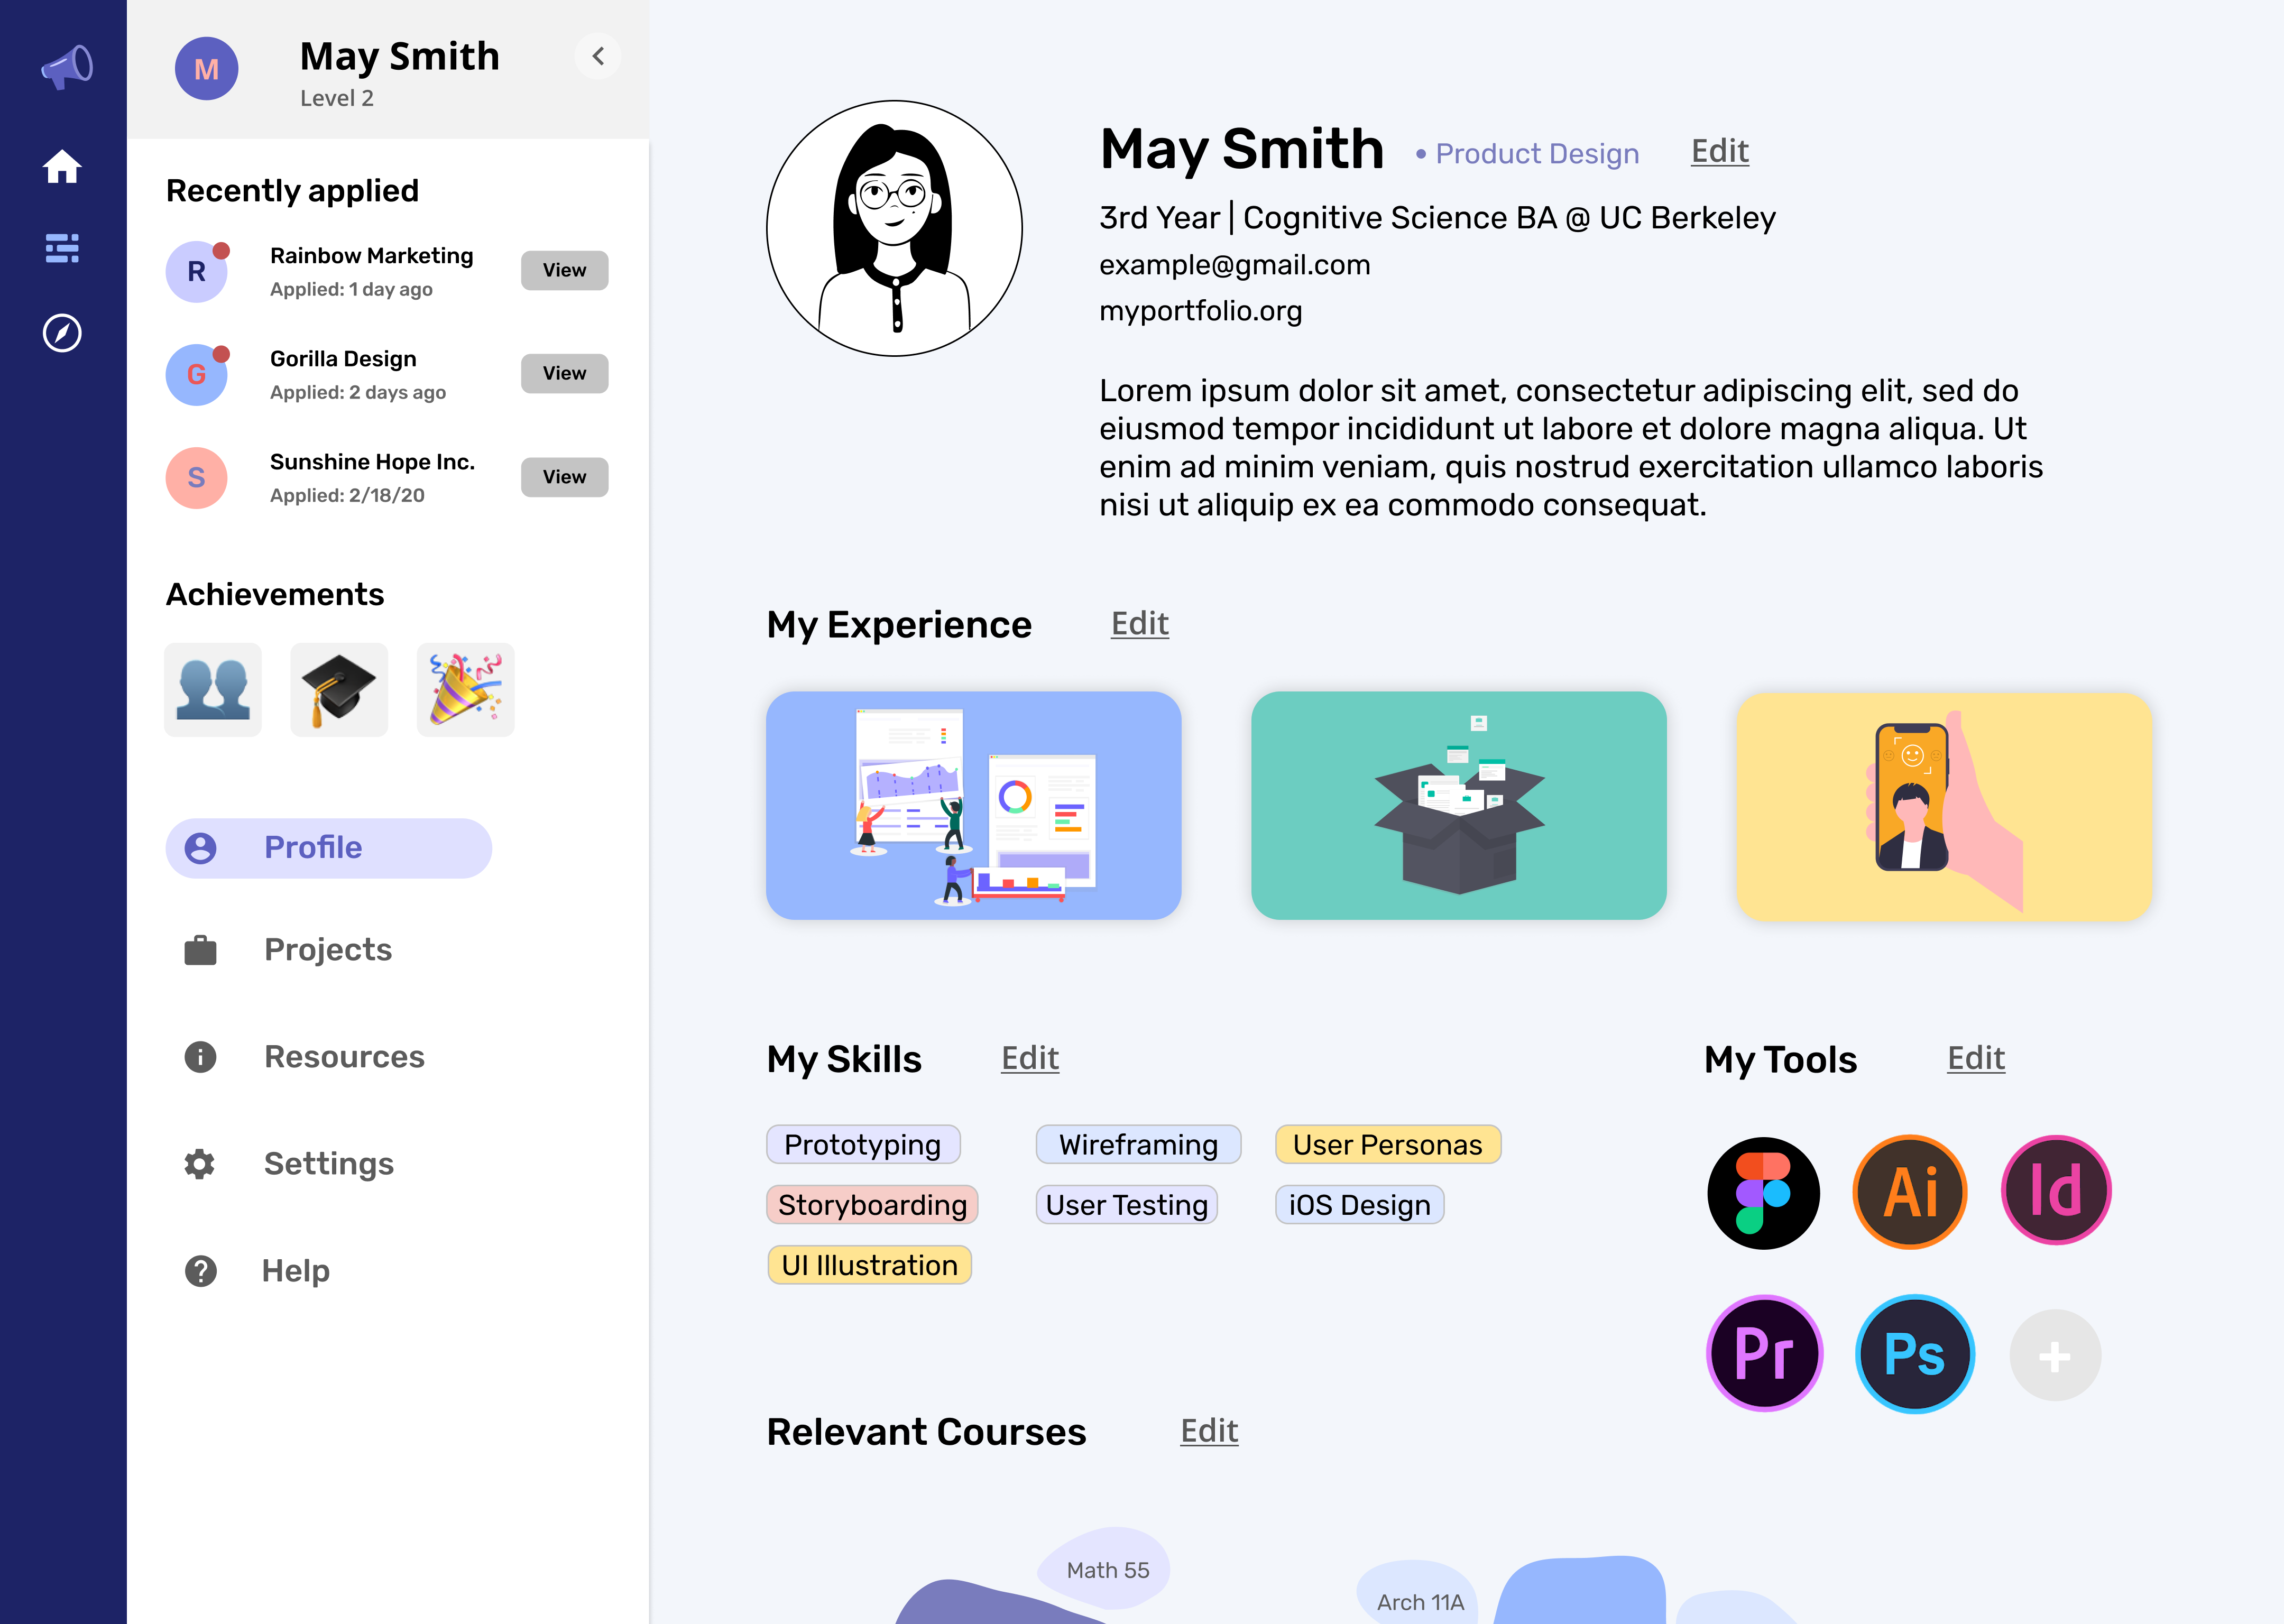 M
May Smith
Level 2
Recently applied
R
Rainbow Marketing
Applied: 1 day ago
View
G
Gorilla Design
Applied: 2 days ago
View
S
Sunshine Hope Inc.
Applied: 2/18/20
View
Achievements
Profile
Projects
Resources
Settings
Help
May Smith
• Product Design
Edit
3rd Year | Cognitive Science BA @ UC Berkeley
example@gmail.com
myportfolio.org
Lorem ipsum dolor sit amet, consectetur adipiscing elit, sed do
eiusmod tempor incididunt ut labore et dolore magna aliqua. Ut
enim ad minim veniam, quis nostrud exercitation ullamco laboris
nisi ut aliquip ex ea commodo consequat.
My Experience
Edit
My Skills
Edit
Prototyping
Wireframing
User Personas
Storyboarding
User Testing
iOS Design
UI Illustration
My Tools
Edit
Ai
Id
Pr
Ps
+
Relevant Courses
Edit
Math 55
Arch 11A